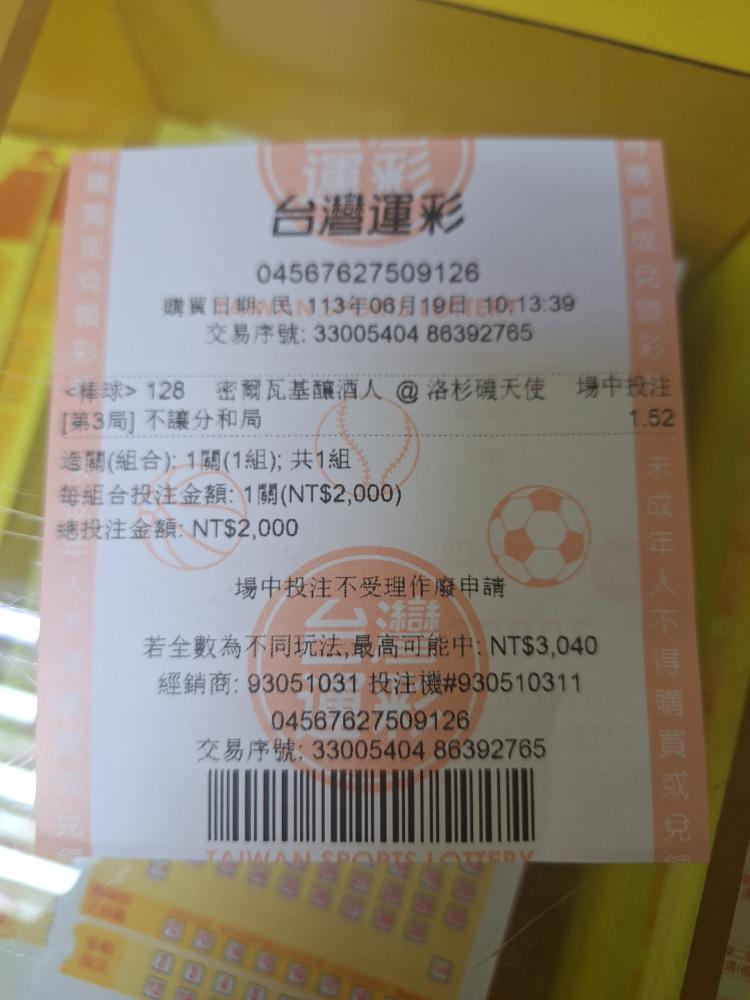 運彩
台灣運彩
04567627509126
購買日期: 民 113年06月19日 10:13:39
交易序號: 33005404 86392765
<棒球> 128 密爾瓦基釀酒人 @ 洛杉磯天使 場中投注
[第3局] 不讓分和局 1.52
過關(組合): 1關(1組); 共1組
每組合投注金額: 1關(NT$2,000)
總投注金額: NT$2,000
場中投注不受理作廢申請
若全數為不同玩法,最高可能中: NT$3,040
經銷商: 93051031 投注機#930510311
04567627509126
交易序號: 33005404 86392765
TAIWAN SPORTS LOTTERY
購買或兌領彩
未成年人不得購買或兌領
台灣運彩